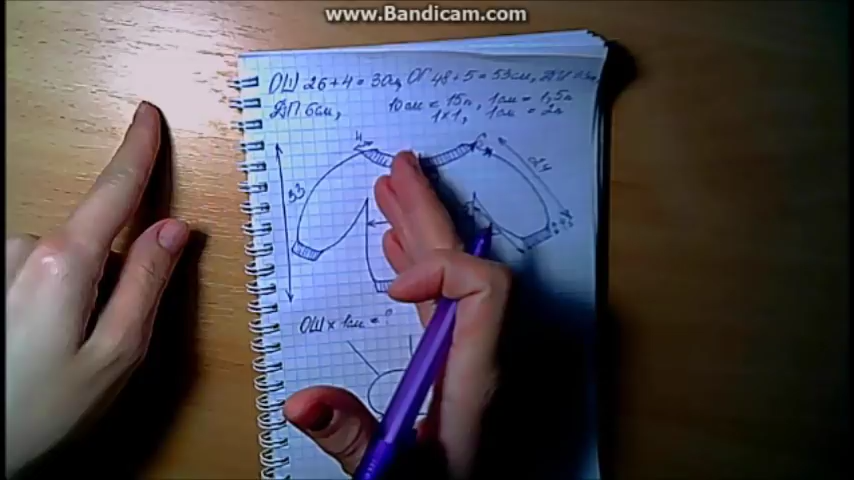 www.Bandicam.com
ОШ 26+4=30см, ОГ 48+5=53см,
ДП 6см, 10см=15п, 1см=1,5п
1х1, 1см=2п
4
33
24
ОШ х 1см=?